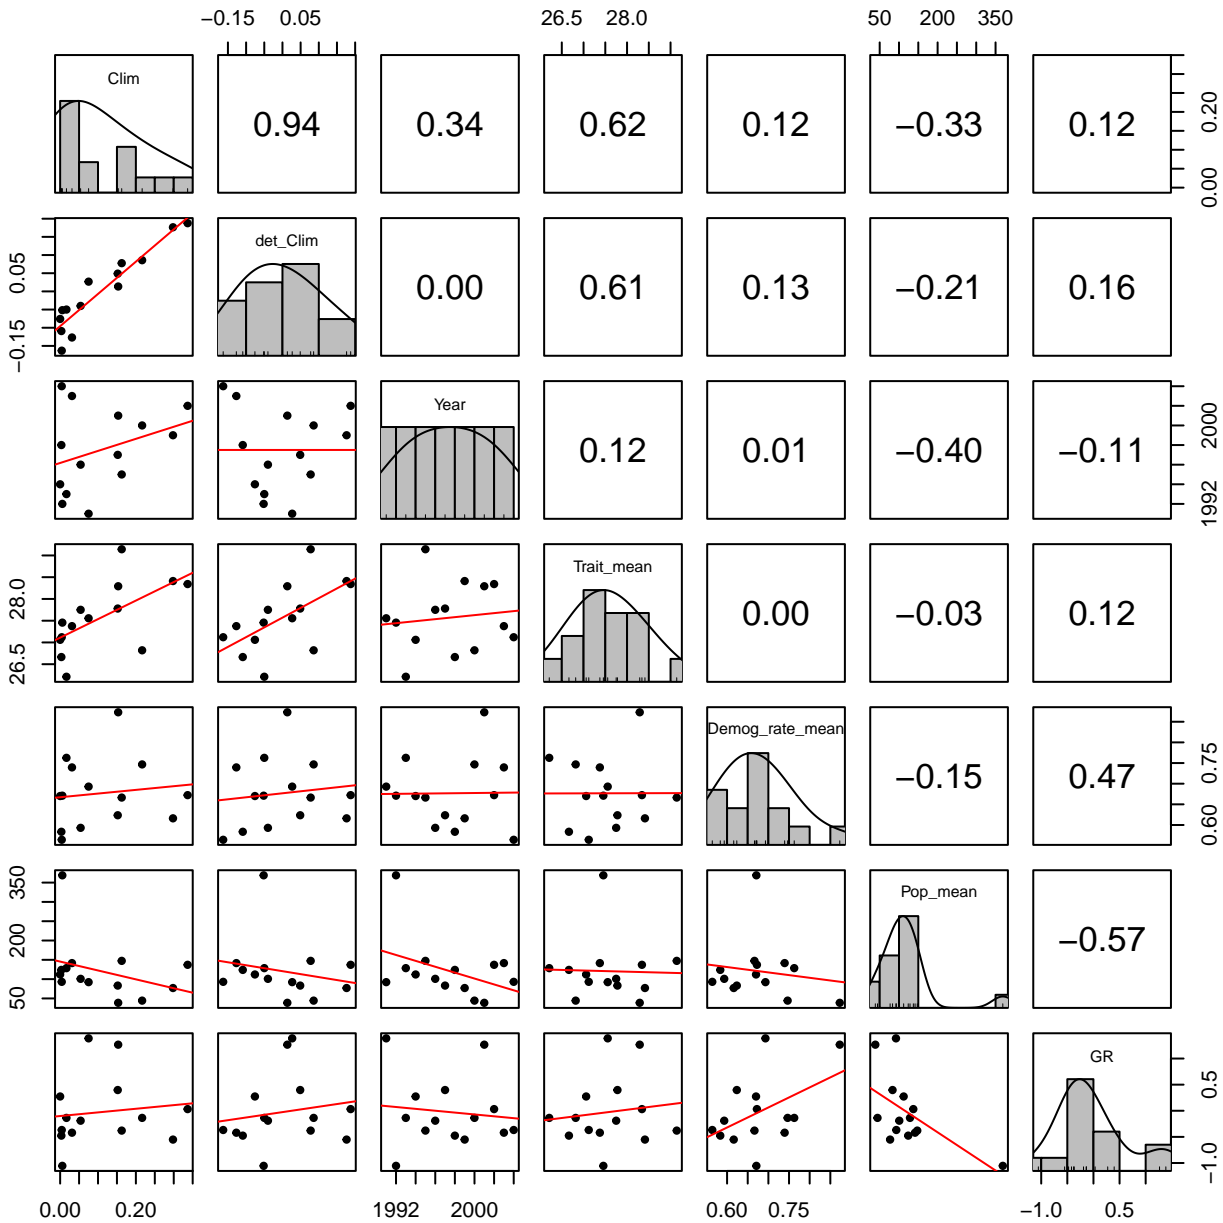 −0.15 0.05 26.5 28.0 50 200 350
Clim 0.94 0.34 0.62 0.12 −0.33 0.12 0.00 0.20
−0.15 0.05 det_Clim 0.00 0.61 0.13 −0.21 0.16
Year 0.12 0.01 −0.40 −0.11 1992 2000
26.5 28.0 Trait_mean 0.00 −0.03 0.12
Demog_rate_mean −0.15 0.47 0.60 0.75
50 200 350 Pop_mean −0.57
GR −1.0 0.5
0.00 0.20 1992 2000 0.60 0.75 −1.0 0.5